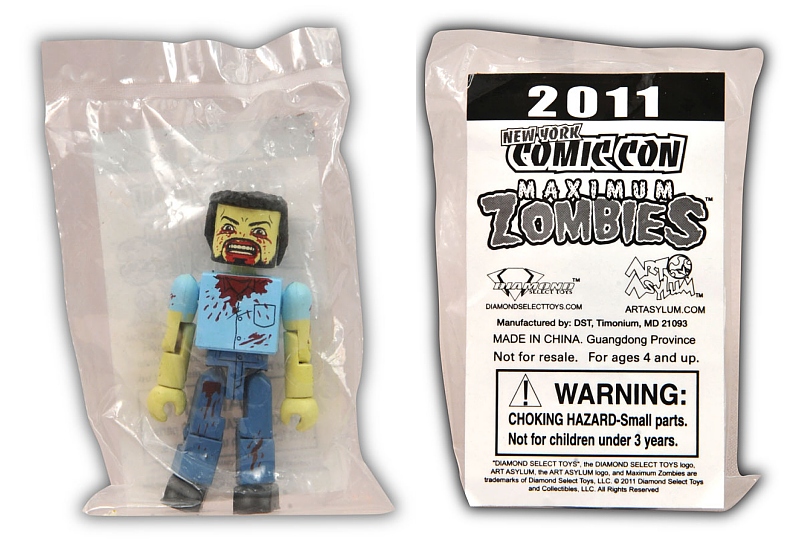 2011
NEW YORK
COMIC CON
MAXIMUM
ZOMBIES™
DIAMOND™
SELECT TOYS
DIAMONDSELECTTOYS.COM
ART
ASYLUM™
ARTASYLUM.COM
Manufactured by: DST, Timonium, MD 21093
MADE IN CHINA. Guangdong Province
Not for resale. For ages 4 and up.
WARNING:
CHOKING HAZARD-Small parts.
Not for children under 3 years.
"DIAMOND SELECT TOYS", the DIAMOND SELECT TOYS logo,
ART ASYLUM, the ART ASYLUM logo, and Maximum Zombies are
trademarks of Diamond Select Toys, LLC. © 2011 Diamond Select Toys
and Collectibles, LLC. All Rights Reserved